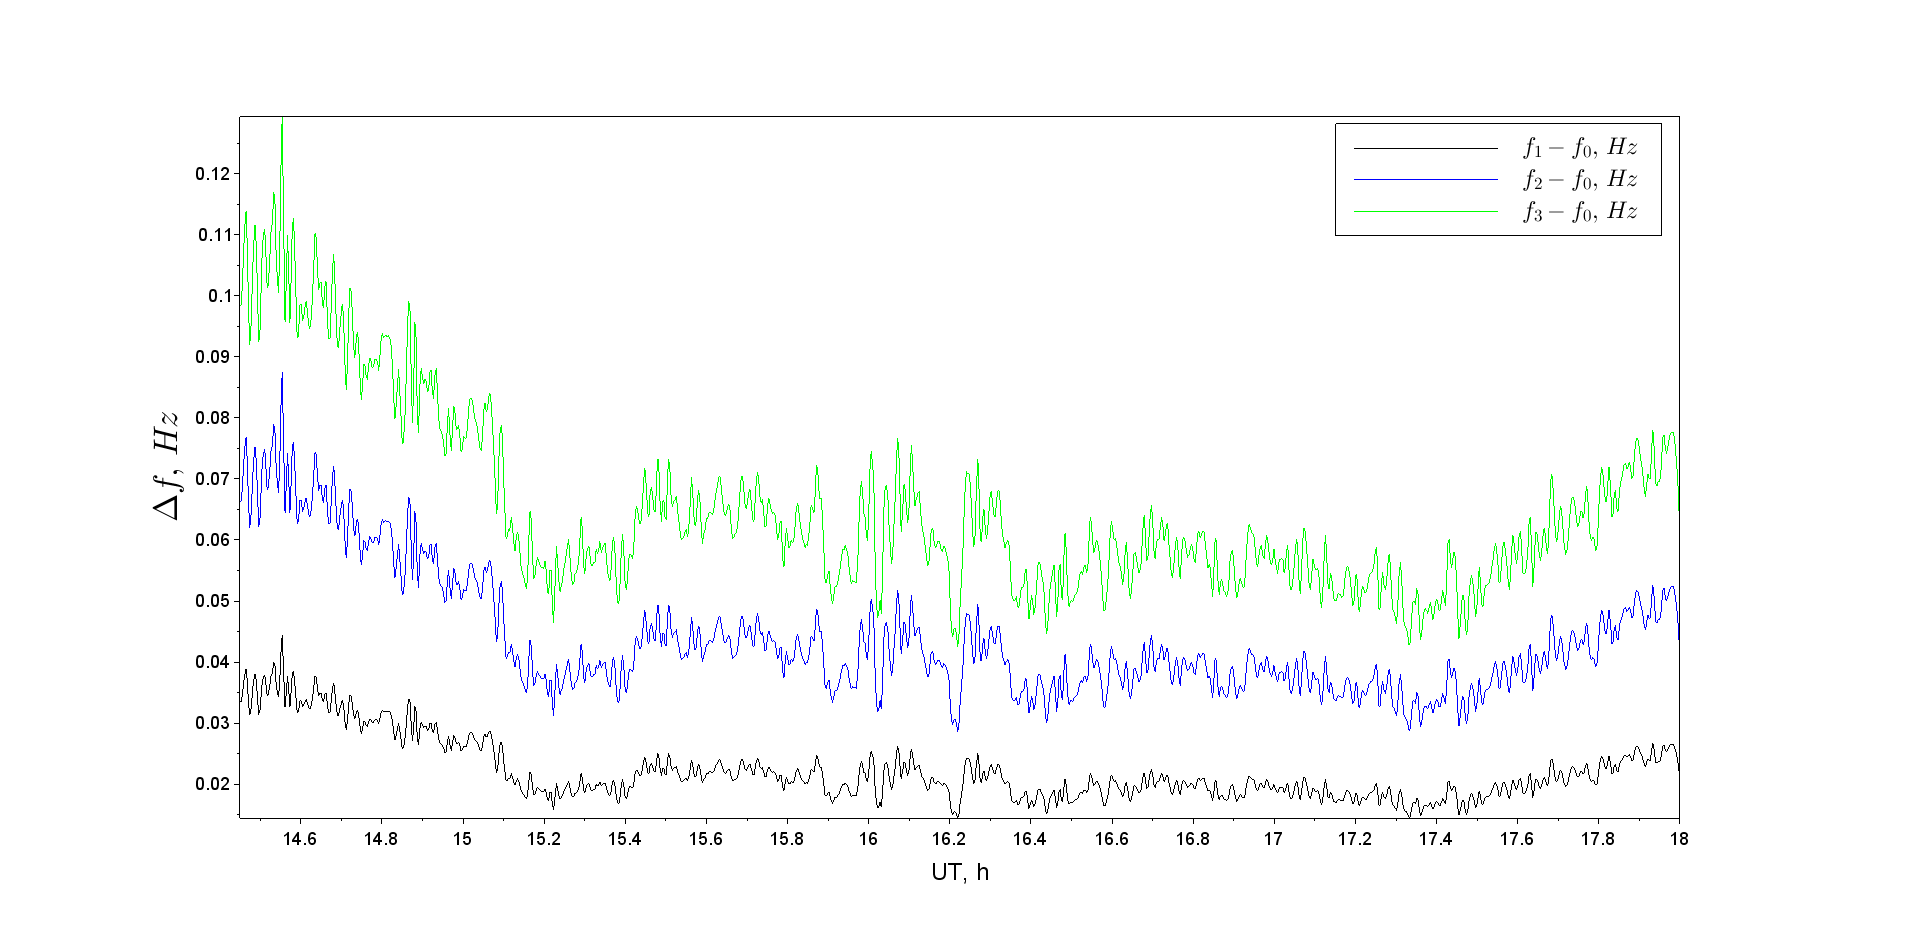 f₁ − f₀, Hz
f₂ − f₀, Hz
f₃ − f₀, Hz
0.12
0.11
0.1
0.09
0.08
0.07
0.06
0.05
0.04
0.03
0.02
Δf, Hz
14.6 14.8 15 15.2 15.4 15.6 15.8 16 16.2 16.4 16.6 16.8 17 17.2 17.4 17.6 17.8 18
UT, h